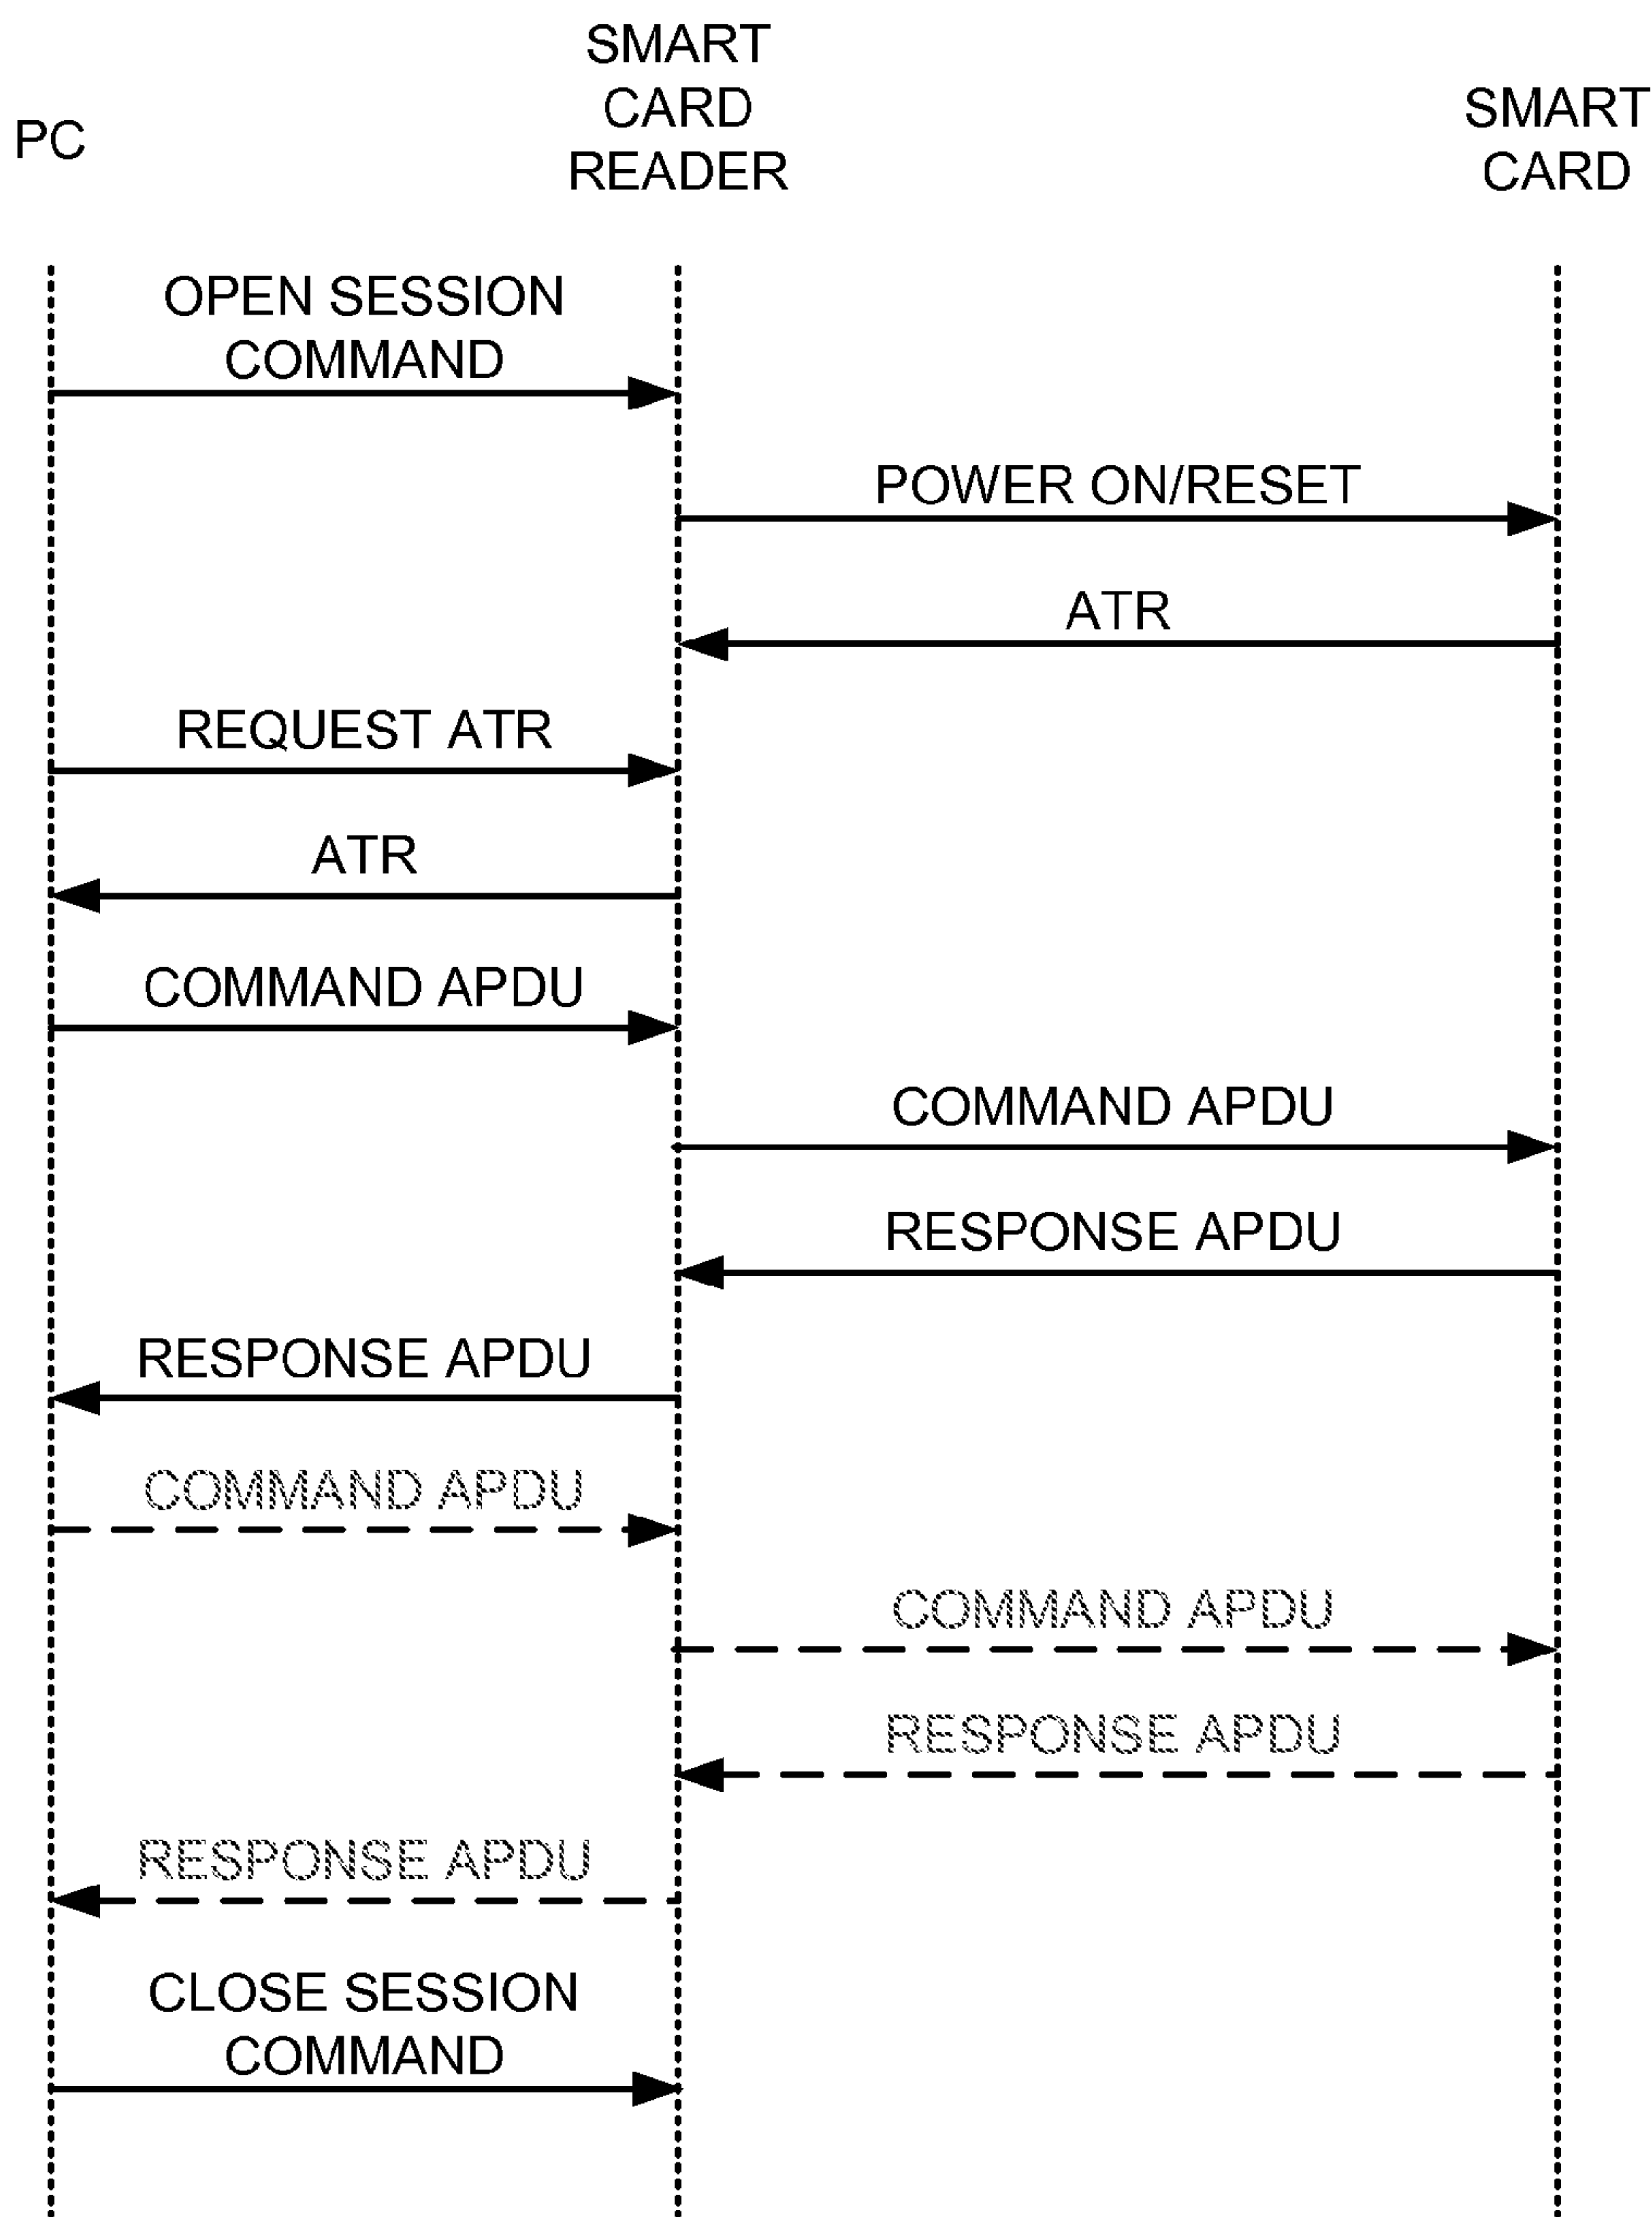 PC
SMART
CARD
READER
SMART
CARD
OPEN SESSION
COMMAND
POWER ON/RESET
ATR
REQUEST ATR
ATR
COMMAND APDU
COMMAND APDU
RESPONSE APDU
RESPONSE APDU
COMMAND APDU
COMMAND APDU
RESPONSE APDU
RESPONSE APDU
CLOSE SESSION
COMMAND